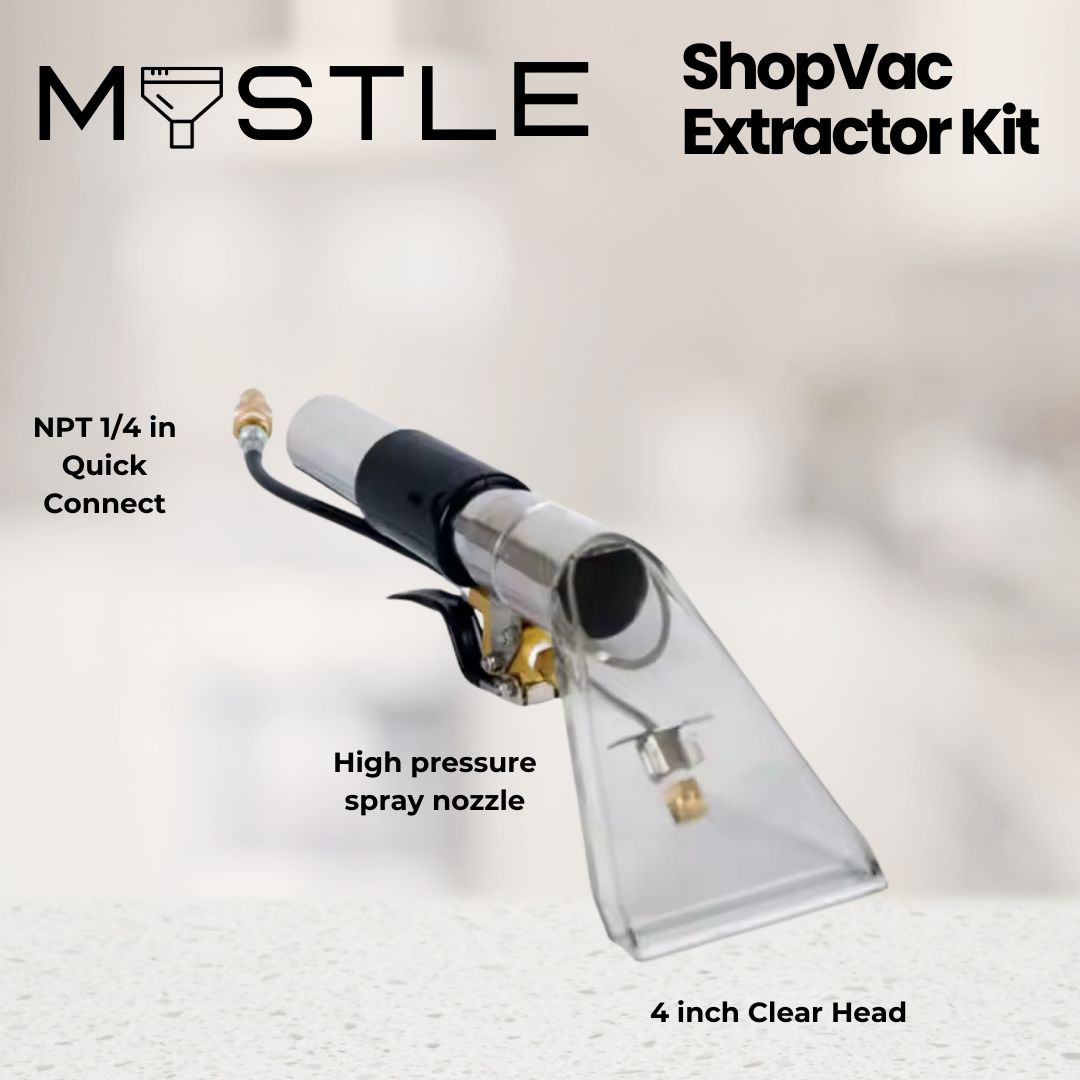 MYSTLE
ShopVac
Extractor Kit
NPT 1/4 in
Quick
Connect
High pressure
spray nozzle
4 inch Clear Head